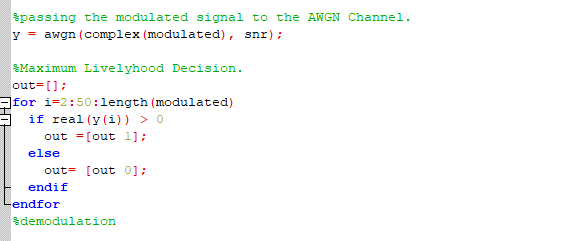 %passing the modulated signal to the AWGN Channel.
y = awgn(complex(modulated), snr);
%Maximum Livelyhood Decision.
out=[];
for i=2:50:length(modulated)
if real(y(i)) > 0
out =[out 1];
else
out= [out 0];
endif
endfor
%demodulation